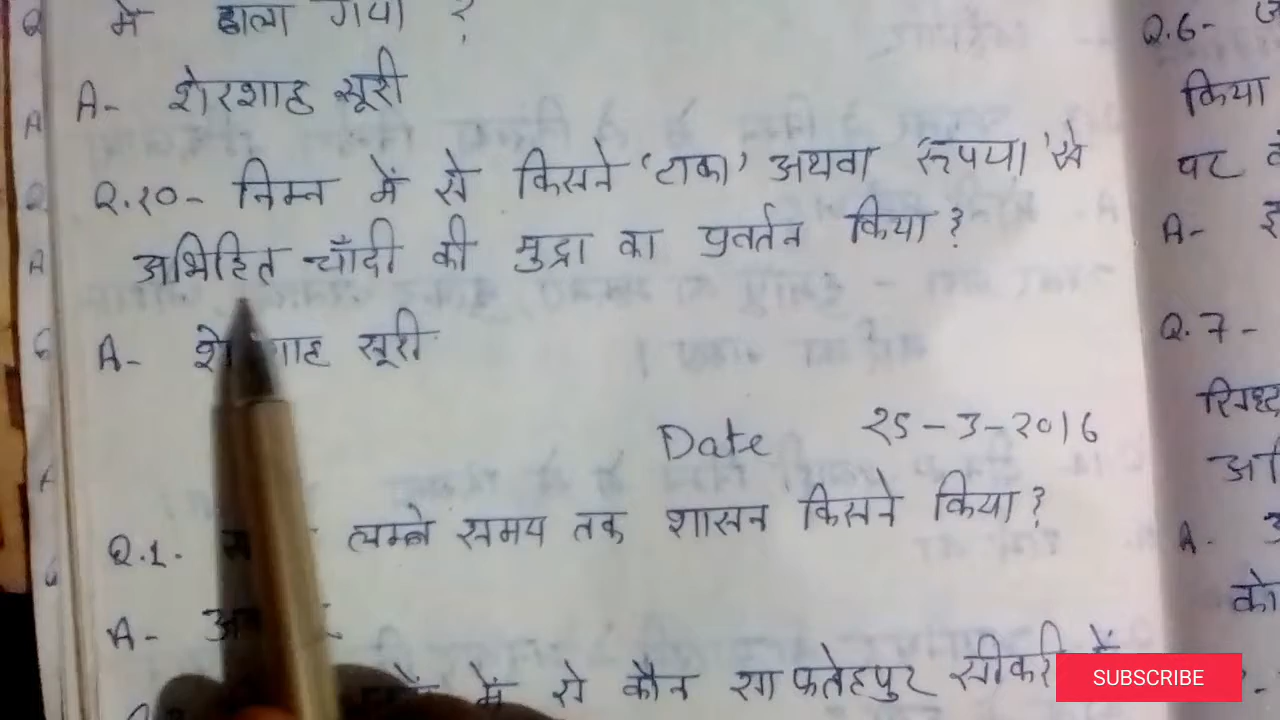 में डाला गया ?
A- शेरशाह सूरी
Q.10- निम्न में से किसने 'टाका' अथवा रूपया' से
अभिहित चाँदी की मुद्रा का प्रवर्तन किया ?
A- सूरी
Date 25-3-2016
Q.1. लम्बे समय तक शासन किसने किया ?
A-
में से कौन सा फतेहपुर सीकरी में
Q.6-
किया
पर
A-
Q.7-
A.
को
SUBSCRIBE